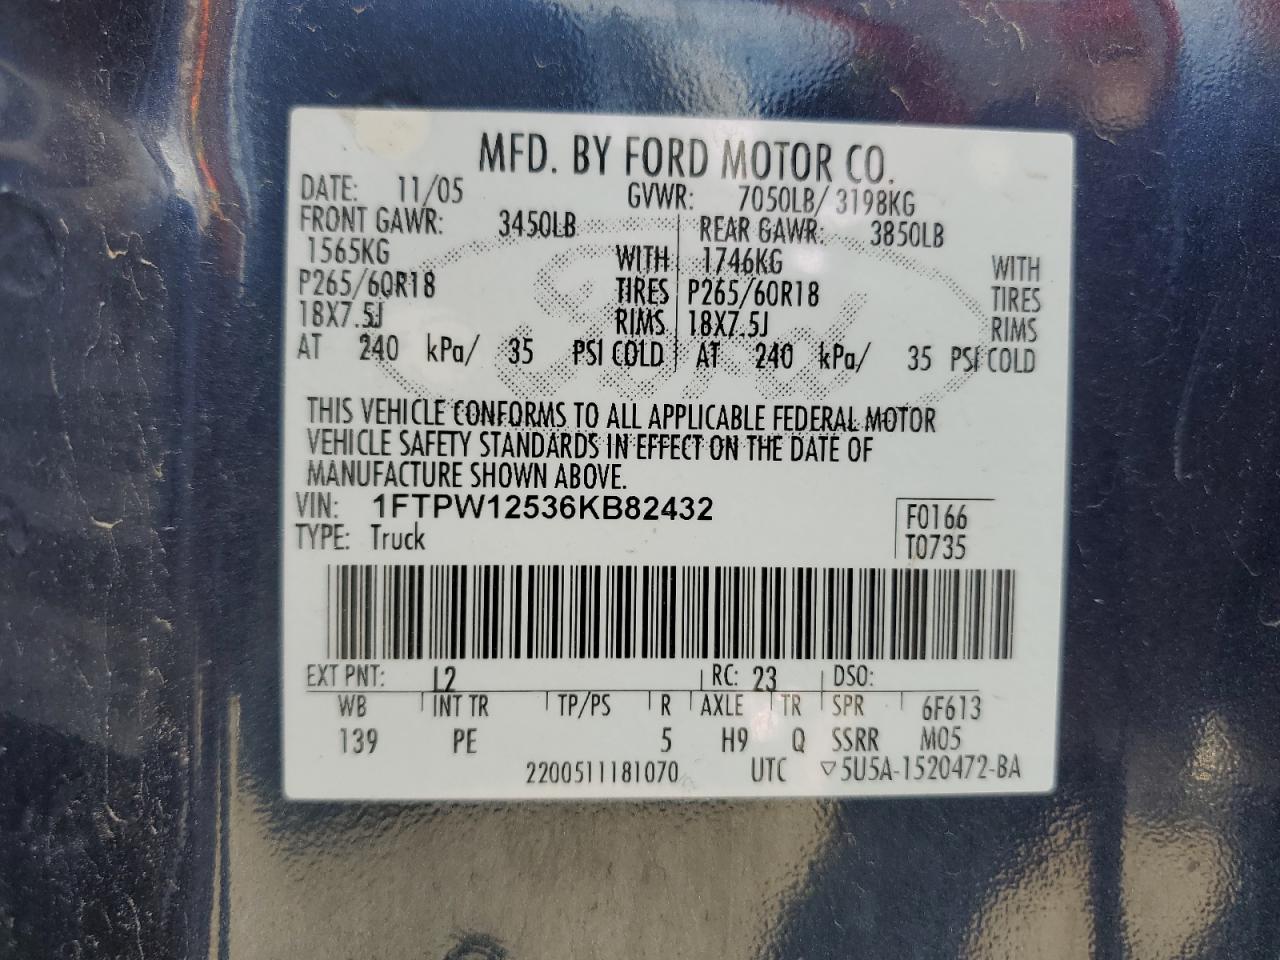 MFD. BY FORD MOTOR CO.
DATE: 11/05 GVWR: 7050LB/ 3198KG
FRONT GAWR: 3450LB REAR GAWR: 3850LB
1565KG WITH 1746KG WITH
P265/60R18 TIRES P265/60R18 TIRES
18X7.5J RIMS 18X7.5J RIMS
AT 240 kPa/ 35 PSI COLD AT 240 kPa/ 35 PSI COLD
THIS VEHICLE CONFORMS TO ALL APPLICABLE FEDERAL MOTOR
VEHICLE SAFETY STANDARDS IN EFFECT ON THE DATE OF
MANUFACTURE SHOWN ABOVE.
VIN: 1FTPW12536KB82432
F0166
TYPE: Truck T0735
EXT PNT: L2 RC: 23 DSO:
WB INT TR TP/PS R AXLE TR SPR 6F613
139 PE 5 H9 Q SSRR M05
2200511181070 UTC ▽5U5A-1520472-BA